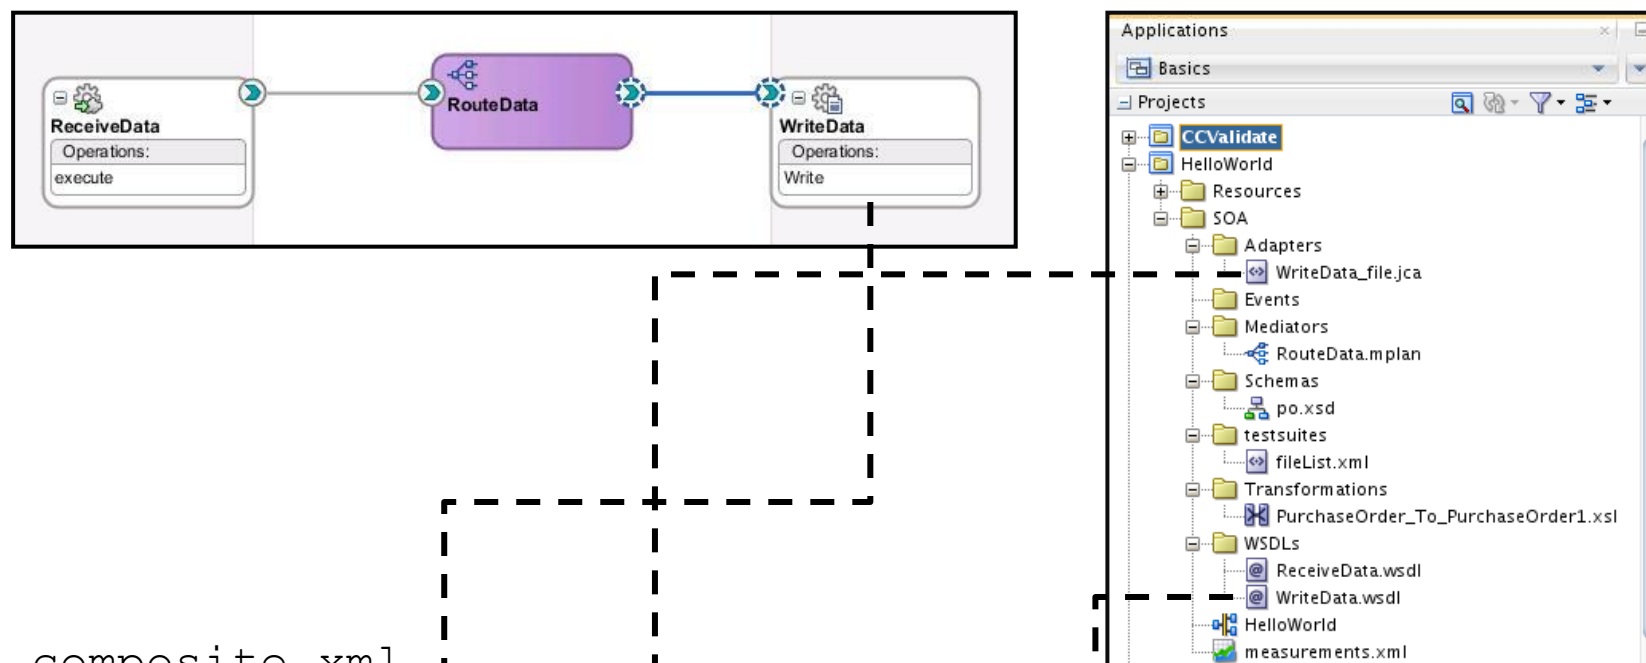 ReceiveData
Operations:
execute
RouteData
WriteData
Operations:
Write
composite.xml
Applications
Basics
Projects
CCValidate
HelloWorld
Resources
SOA
Adapters
WriteData_file.jca
Events
Mediators
RouteData.mplan
Schemas
po.xsd
testsuites
fileList.xml
Transformations
PurchaseOrder_To_PurchaseOrder1.xsl
WSDLs
ReceiveData.wsdl
WriteData.wsdl
HelloWorld
measurements.xml